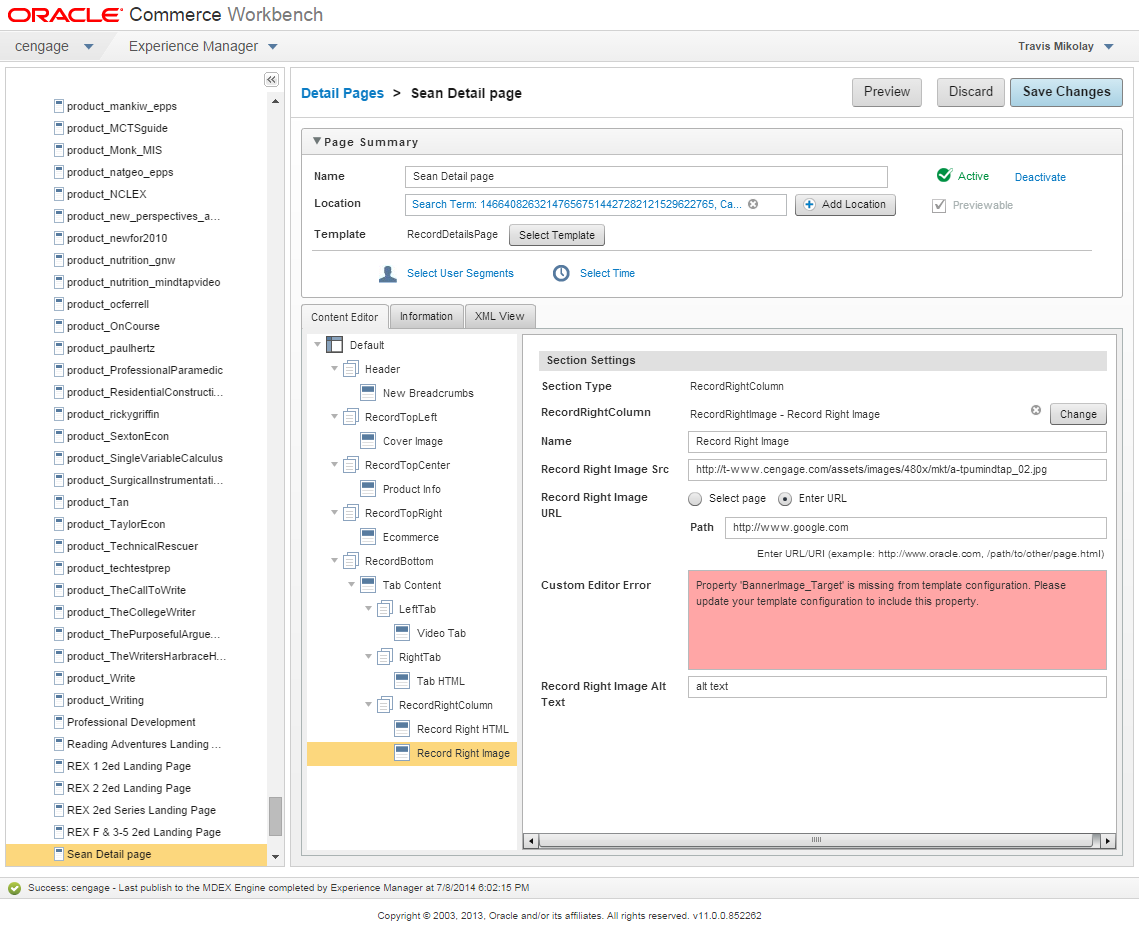 ORACLE Commerce Workbench
cengage
Experience Manager
Travis Mikolay
product_mankiw_epps
product_MCTSguide
product_Monk_MIS
product_natgeo_epps
product_NCLEX
product_new_perspectives_a...
product_newfor2010
product_nutrition_gnw
product_nutrition_mindtapvideo
product_ocferrell
product_OnCourse
product_paulhertz
product_ProfessionalParamedic
product_ResidentialConstructi...
product_rickygriffin
product_SextonEcon
product_SingleVariableCalculus
product_SurgicalInstrumentati...
product_Tan
product_TaylorEcon
product_TechnicalRescuer
product_techtestprep
product_TheCallToWrite
product_TheCollegeWriter
product_ThePurposefulArgue...
product_TheWritersHarbraceH...
product_Write
product_Writing
Professional Development
Reading Adventures Landing ...
REX 1 2ed Landing Page
REX 2 2ed Landing Page
REX 2ed Series Landing Page
REX F & 3-5 2ed Landing Page
Sean Detail page
Detail Pages > Sean Detail page
Preview
Discard
Save Changes
Page Summary
Name
Sean Detail page
Active
Deactivate
Location
Search Term: 14664082632147656751442728212152962​2765, Ca...
Add Location
Previewable
Template
RecordDetailsPage
Select Template
Select User Segments
Select Time
Content Editor
Information
XML View
Default
Header
New Breadcrumbs
RecordTopLeft
Cover Image
RecordTopCenter
Product Info
RecordTopRight
Ecommerce
RecordBottom
Tab Content
LeftTab
Video Tab
RightTab
Tab HTML
RecordRightColumn
Record Right HTML
Record Right Image
Section Settings
Section Type
RecordRightColumn
RecordRightColumn
RecordRightImage - Record Right Image
Change
Name
Record Right Image
Record Right Image Src
http://t-www.cengage.com/assets/images/480x/mkt/a-tpumindtap_02.jpg
Record Right Image
URL
Select page
Enter URL
Path
http://www.google.com
Enter URL/URI (example: http://www.oracle.com, /path/to/other/page.html)
Custom Editor Error
Property 'BannerImage_Target' is missing from template configuration. Please
update your template configuration to include this property.
Record Right Image Alt
Text
alt text
Success: cengage - Last publish to the MDEX Engine completed by Experience Manager at 7/8/2014 6:02:15 PM
Copyright © 2003, 2013, Oracle and/or its affiliates. All rights reserved. v11.0.0.852262